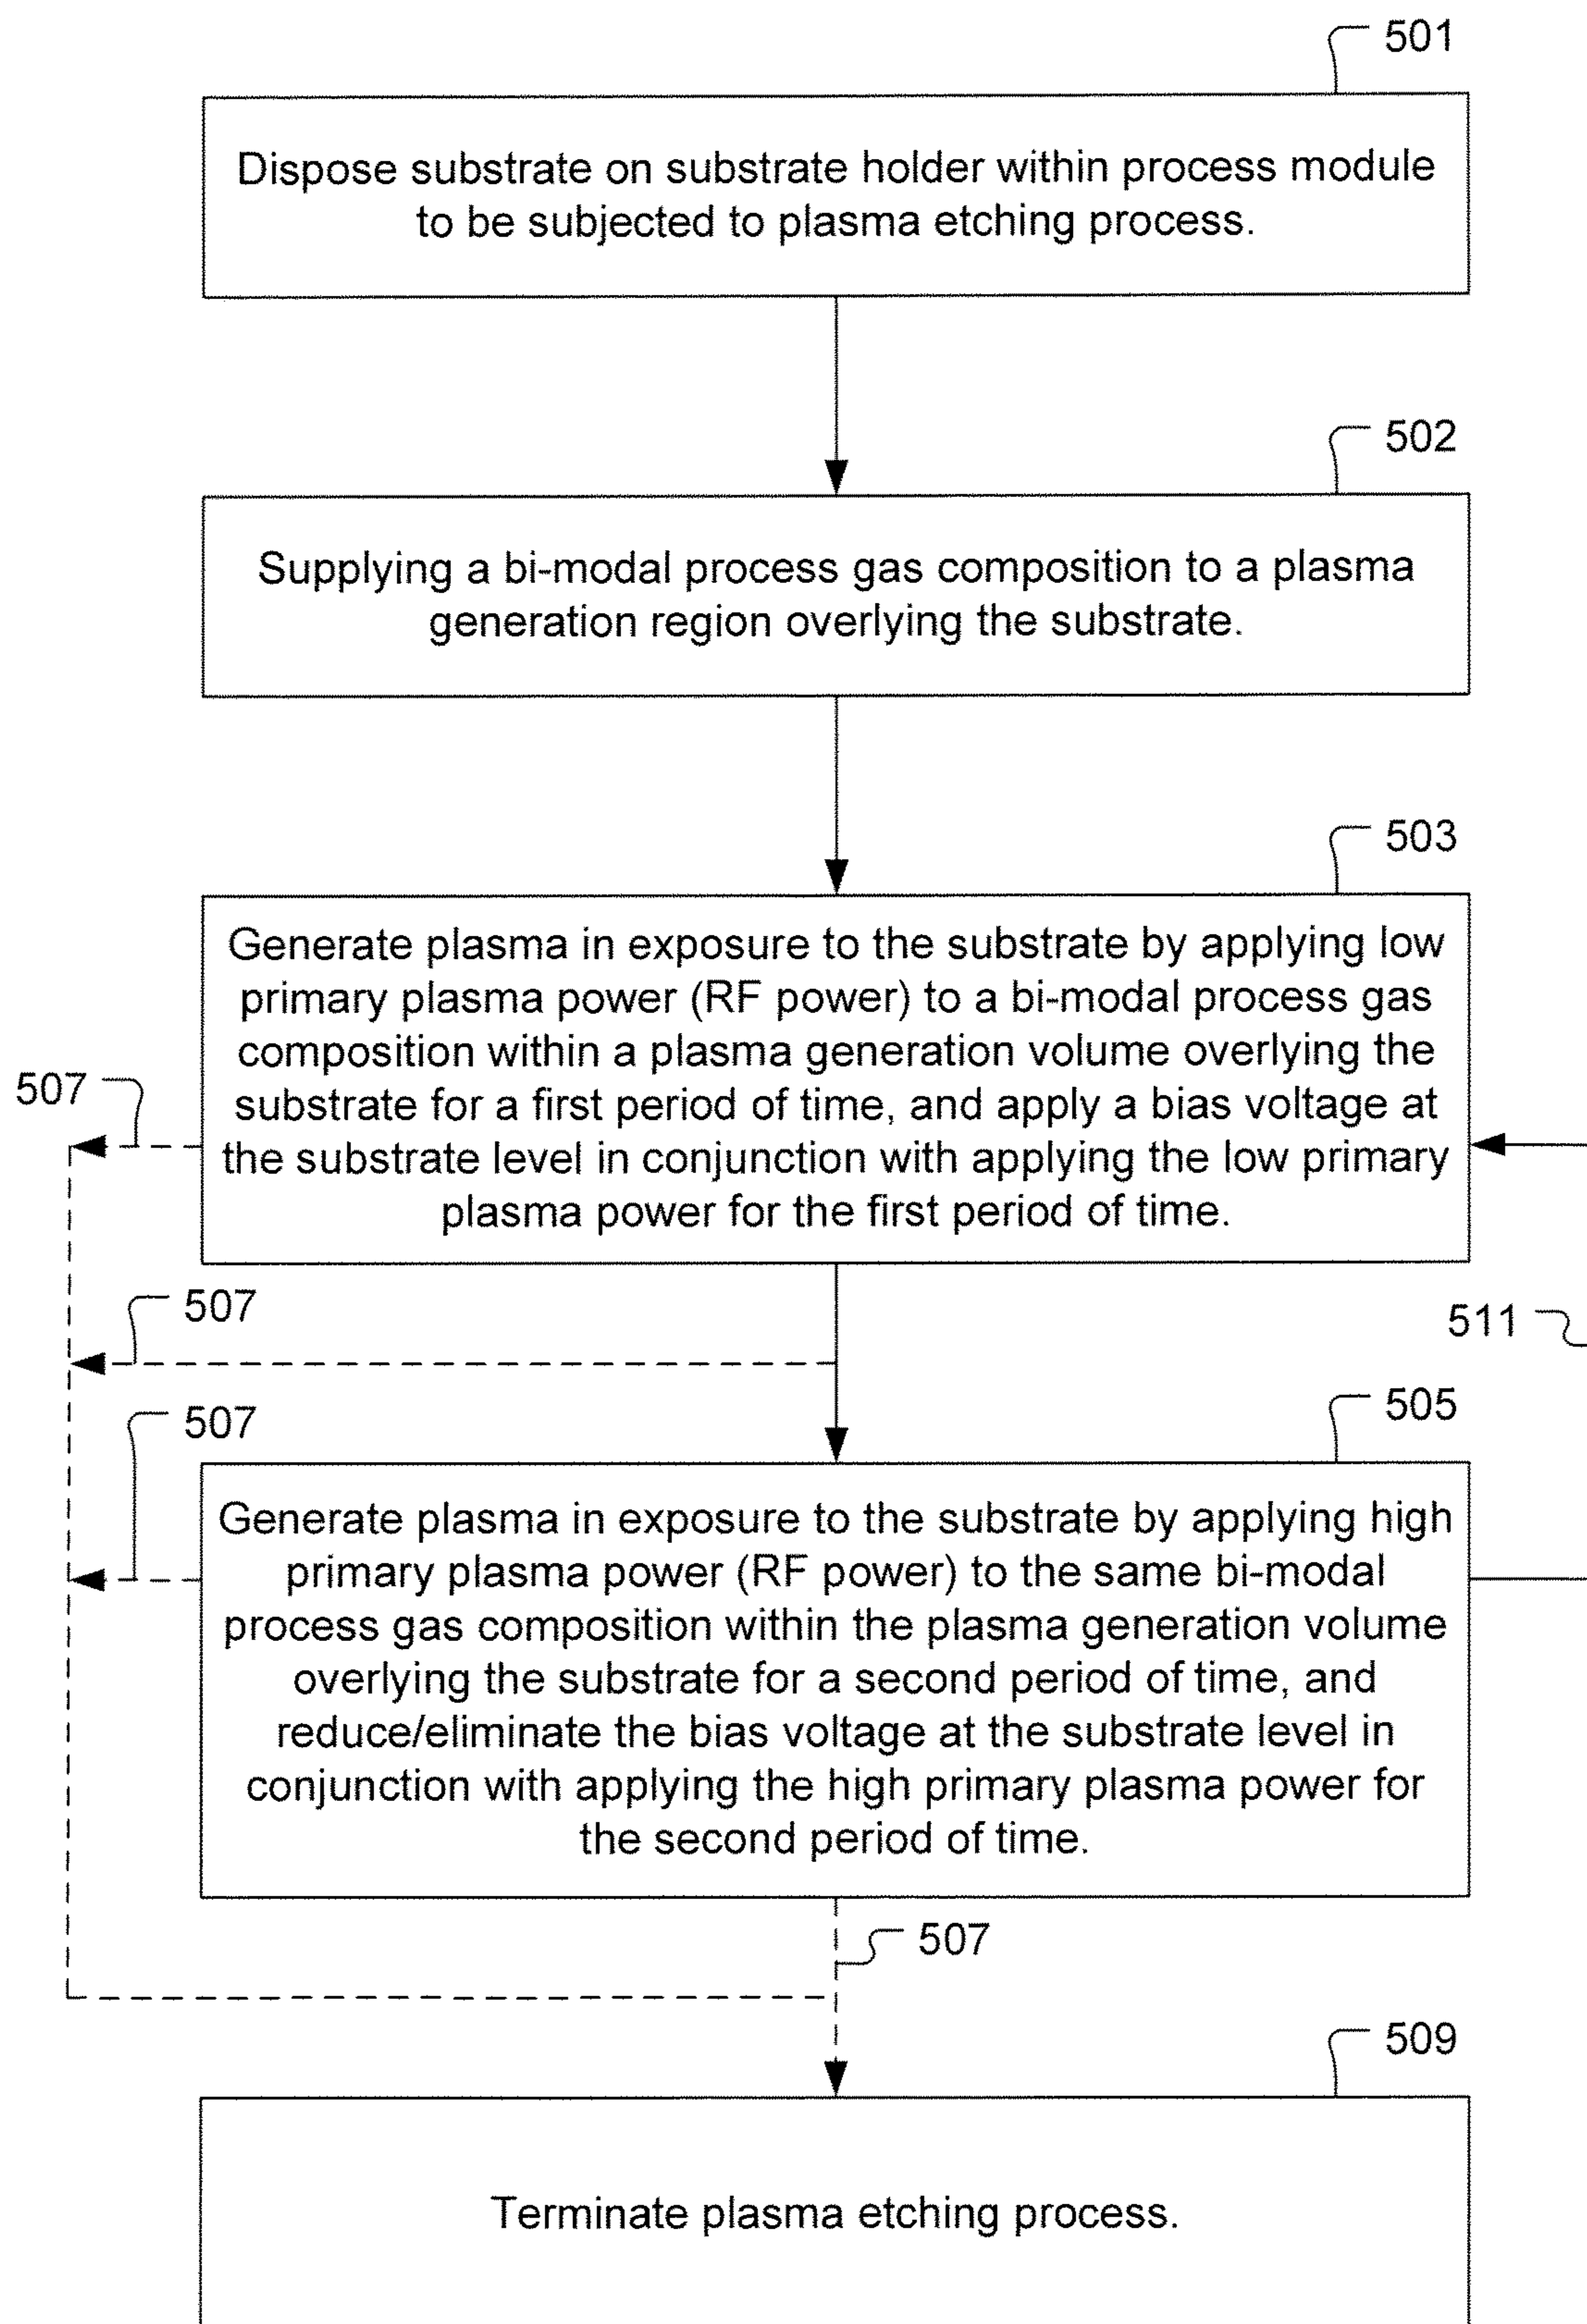 501
Dispose substrate on substrate holder within process module
to be subjected to plasma etching process.
502
Supplying a bi-modal process gas composition to a plasma
generation region overlying the substrate.
503
Generate plasma in exposure to the substrate by applying low
primary plasma power (RF power) to a bi-modal process gas
composition within a plasma generation volume overlying the
substrate for a first period of time, and apply a bias voltage at
the substrate level in conjunction with applying the low primary
plasma power for the first period of time.
507
507
511
507
505
Generate plasma in exposure to the substrate by applying high
primary plasma power (RF power) to the same bi-modal
process gas composition within the plasma generation volume
overlying the substrate for a second period of time, and
reduce/eliminate the bias voltage at the substrate level in
conjunction with applying the high primary plasma power for
the second period of time.
507
509
Terminate plasma etching process.